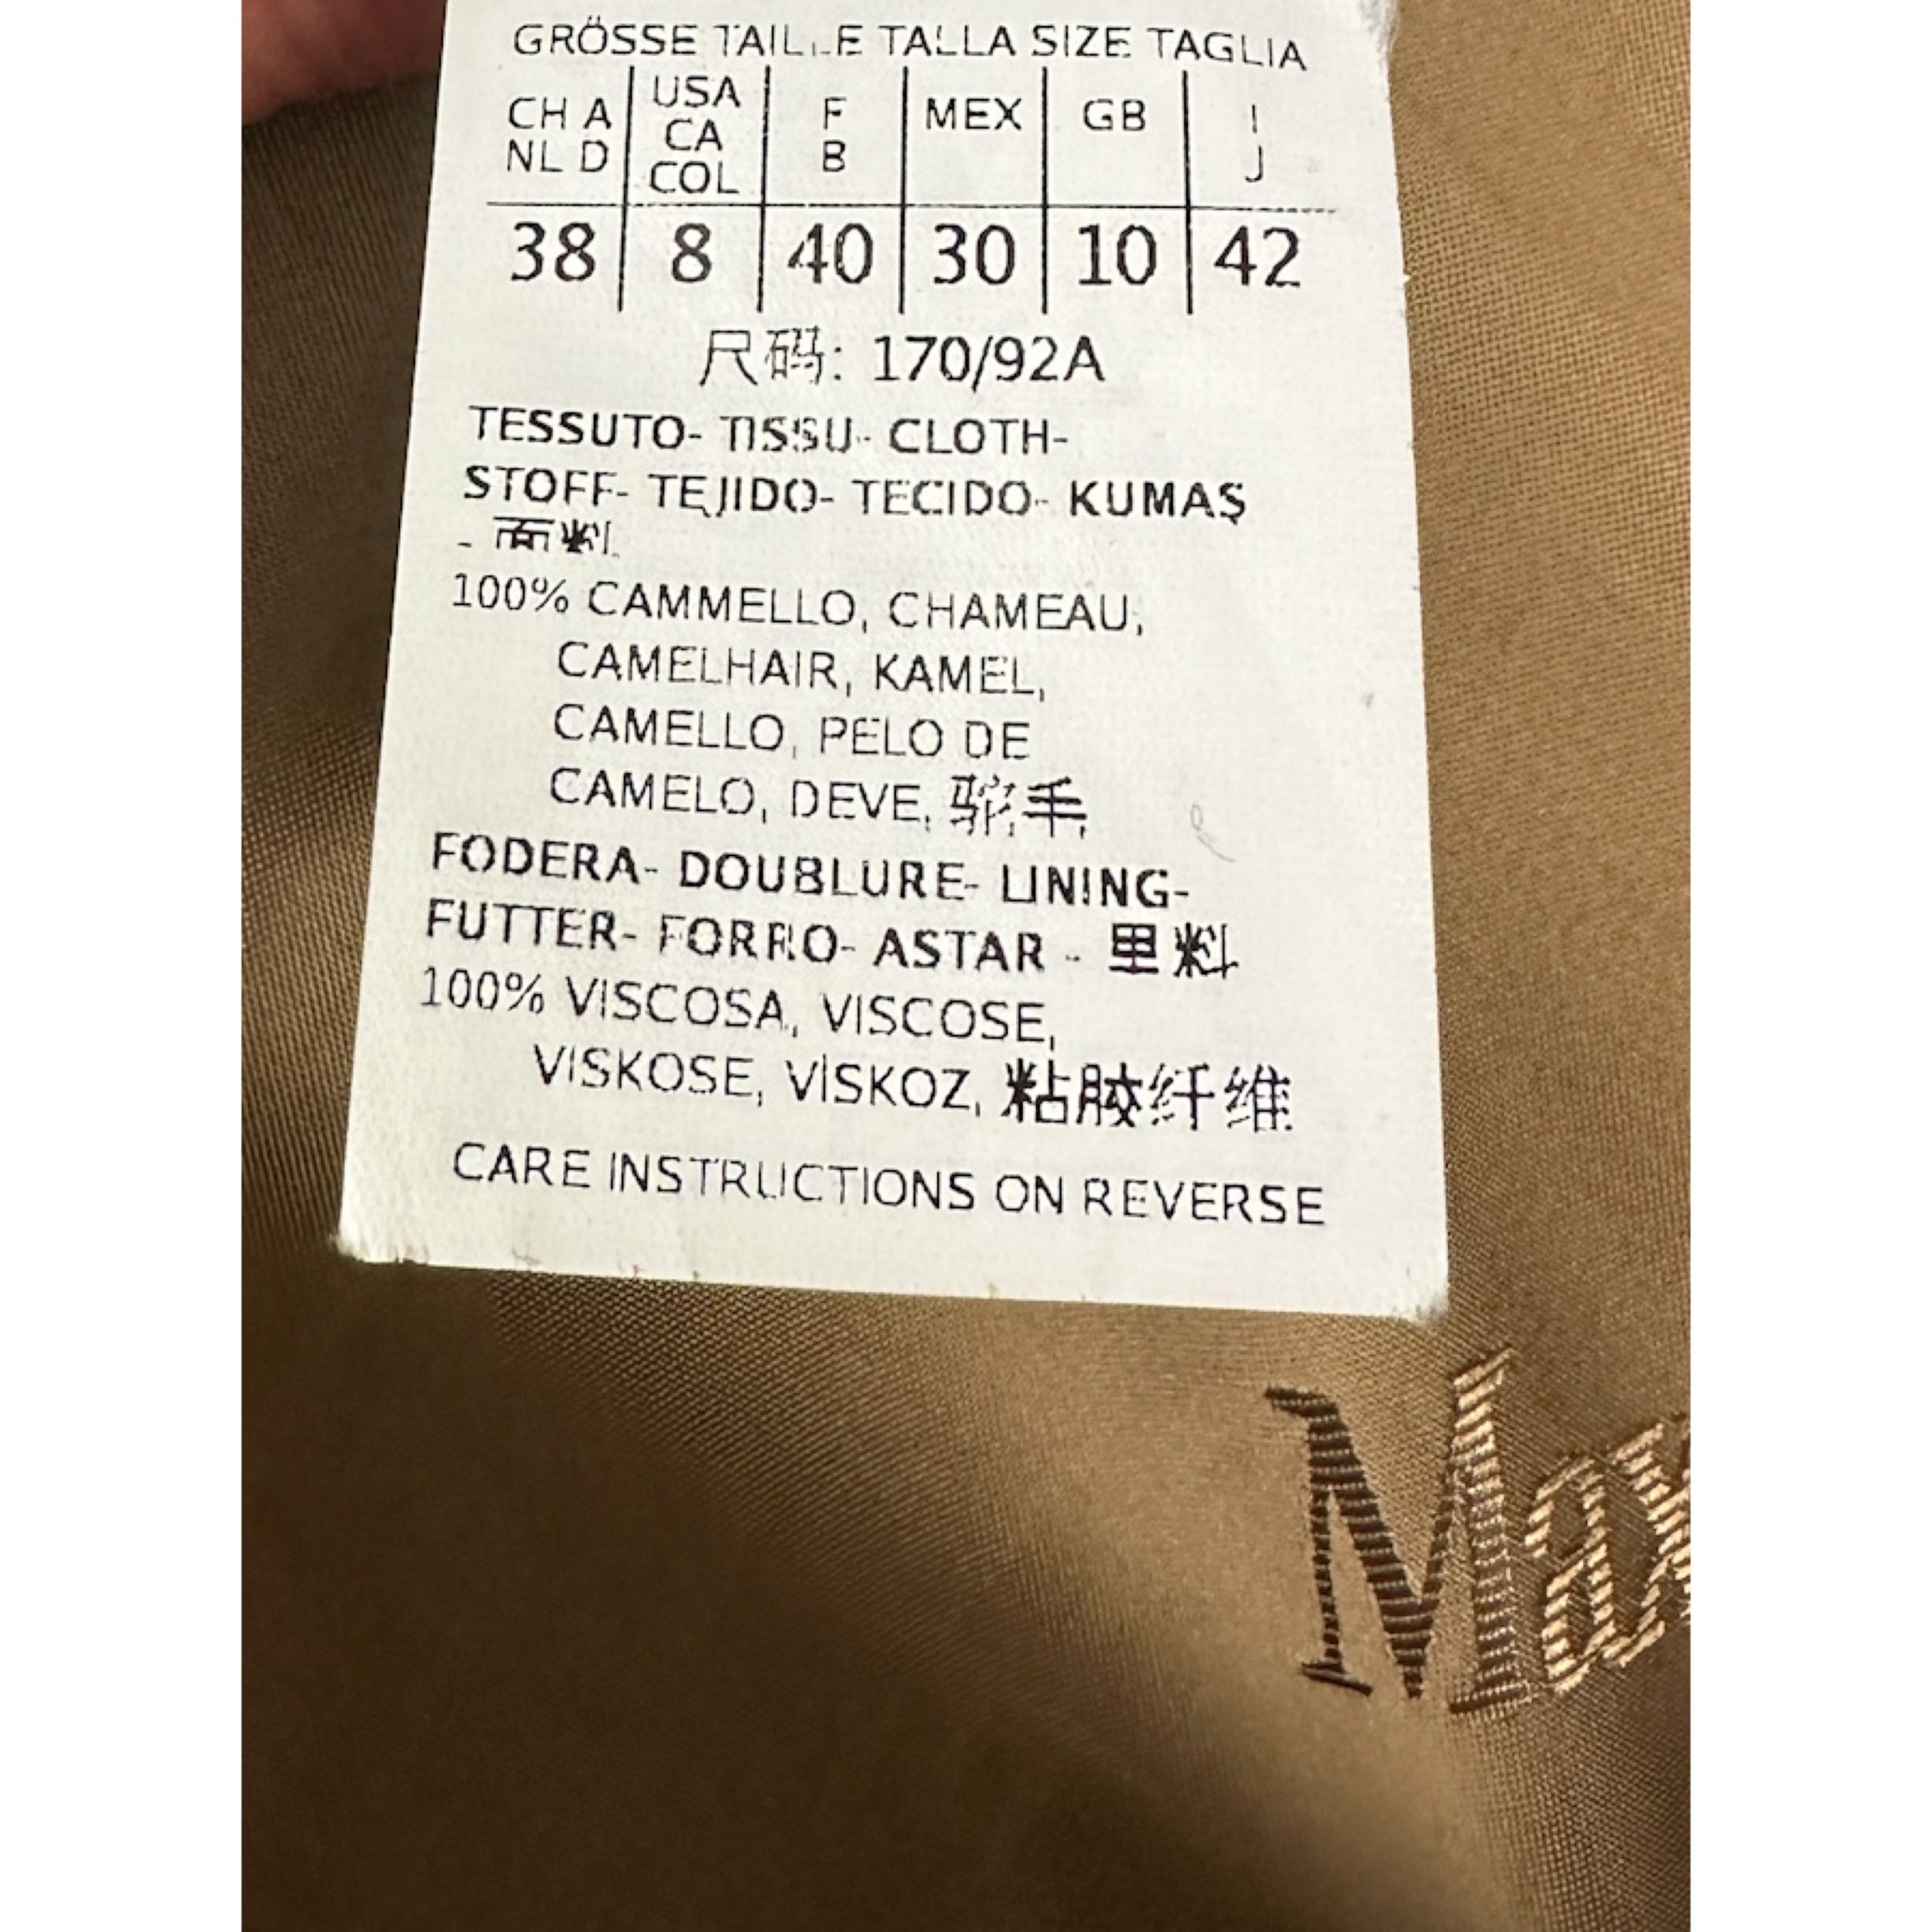 GRÖSSE TAILLE TALLA SIZE TAGLIA
CH A NL D | USA CA COL | F B | MEX | GB | I J
38 | 8 | 40 | 30 | 10 | 42
尺码: 170/92A
TESSUTO- TISSU- CLOTH-
STOFF- TEJIDO- TECIDO- KUMAŞ
- 面料
100% CAMMELLO, CHAMEAU,
CAMELHAIR, KAMEL,
CAMELLO, PELO DE
CAMELO, DEVE, 驼毛,
FODERA- DOUBLURE- LINING-
FUTTER- FORRO- ASTAR - 里料
100% VISCOSA, VISCOSE,
VISKOSE, VİSKOZ, 粘胶纤维
CARE INSTRUCTIONS ON REVERSE
Max